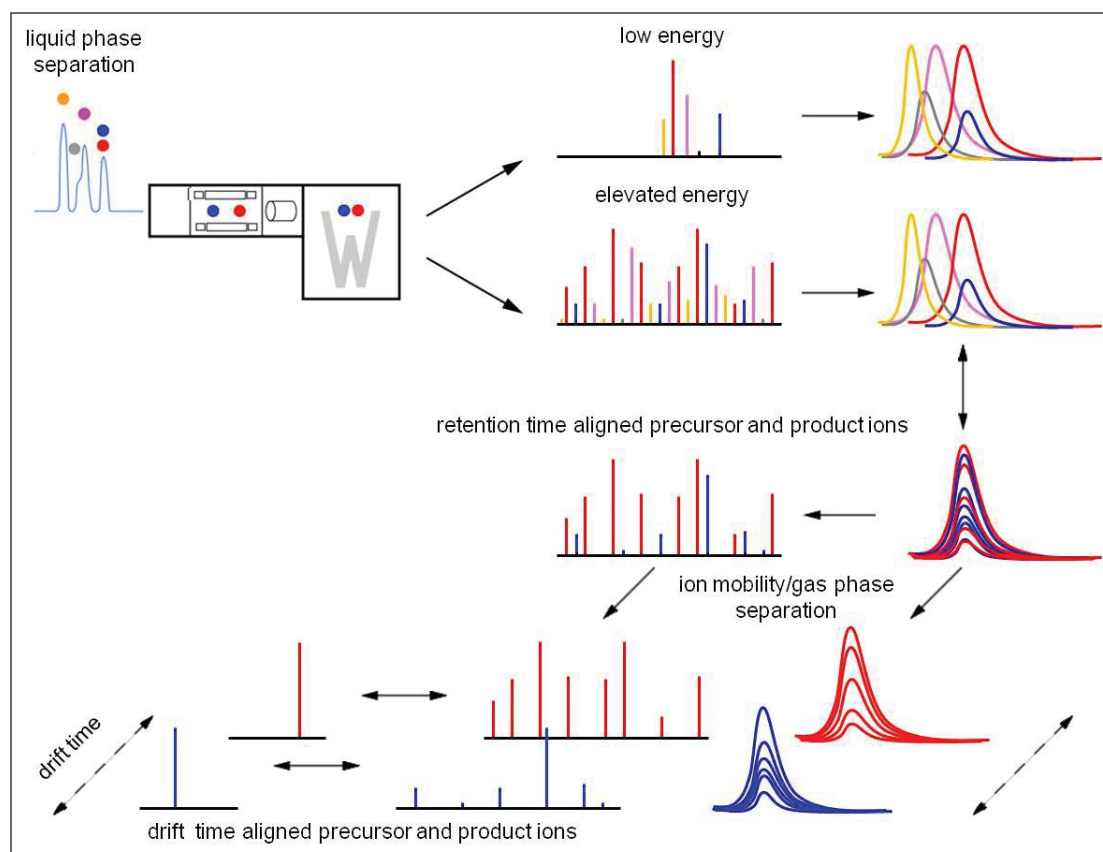 liquid phase
separation
low energy
elevated energy
W
retention time aligned precursor and product ions
ion mobility/gas phase
separation
drift time
drift time aligned precursor and product ions